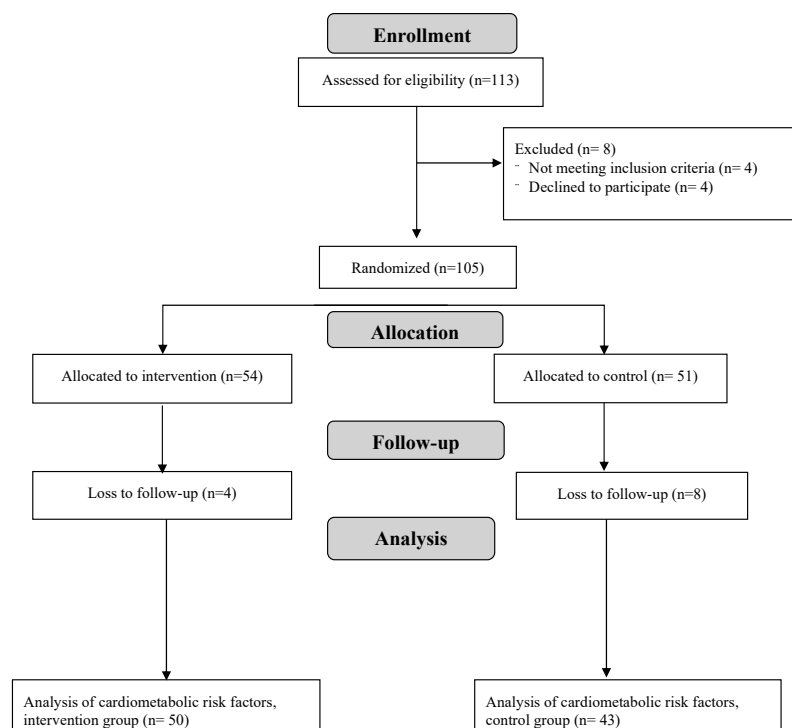 Enrollment
Assessed for eligibility (n=113)
Excluded (n= 8)
¨ Not meeting inclusion criteria (n= 4)
¨ Declined to participate (n= 4)
Randomized (n=105)
Allocation
Allocated to intervention (n=54)
Allocated to control (n= 51)
Follow-up
Loss to follow-up (n=4)
Loss to follow-up (n=8)
Analysis
Analysis of cardiometabolic risk factors,
intervention group (n= 50)
Analysis of cardiometabolic risk factors,
control group (n= 43)